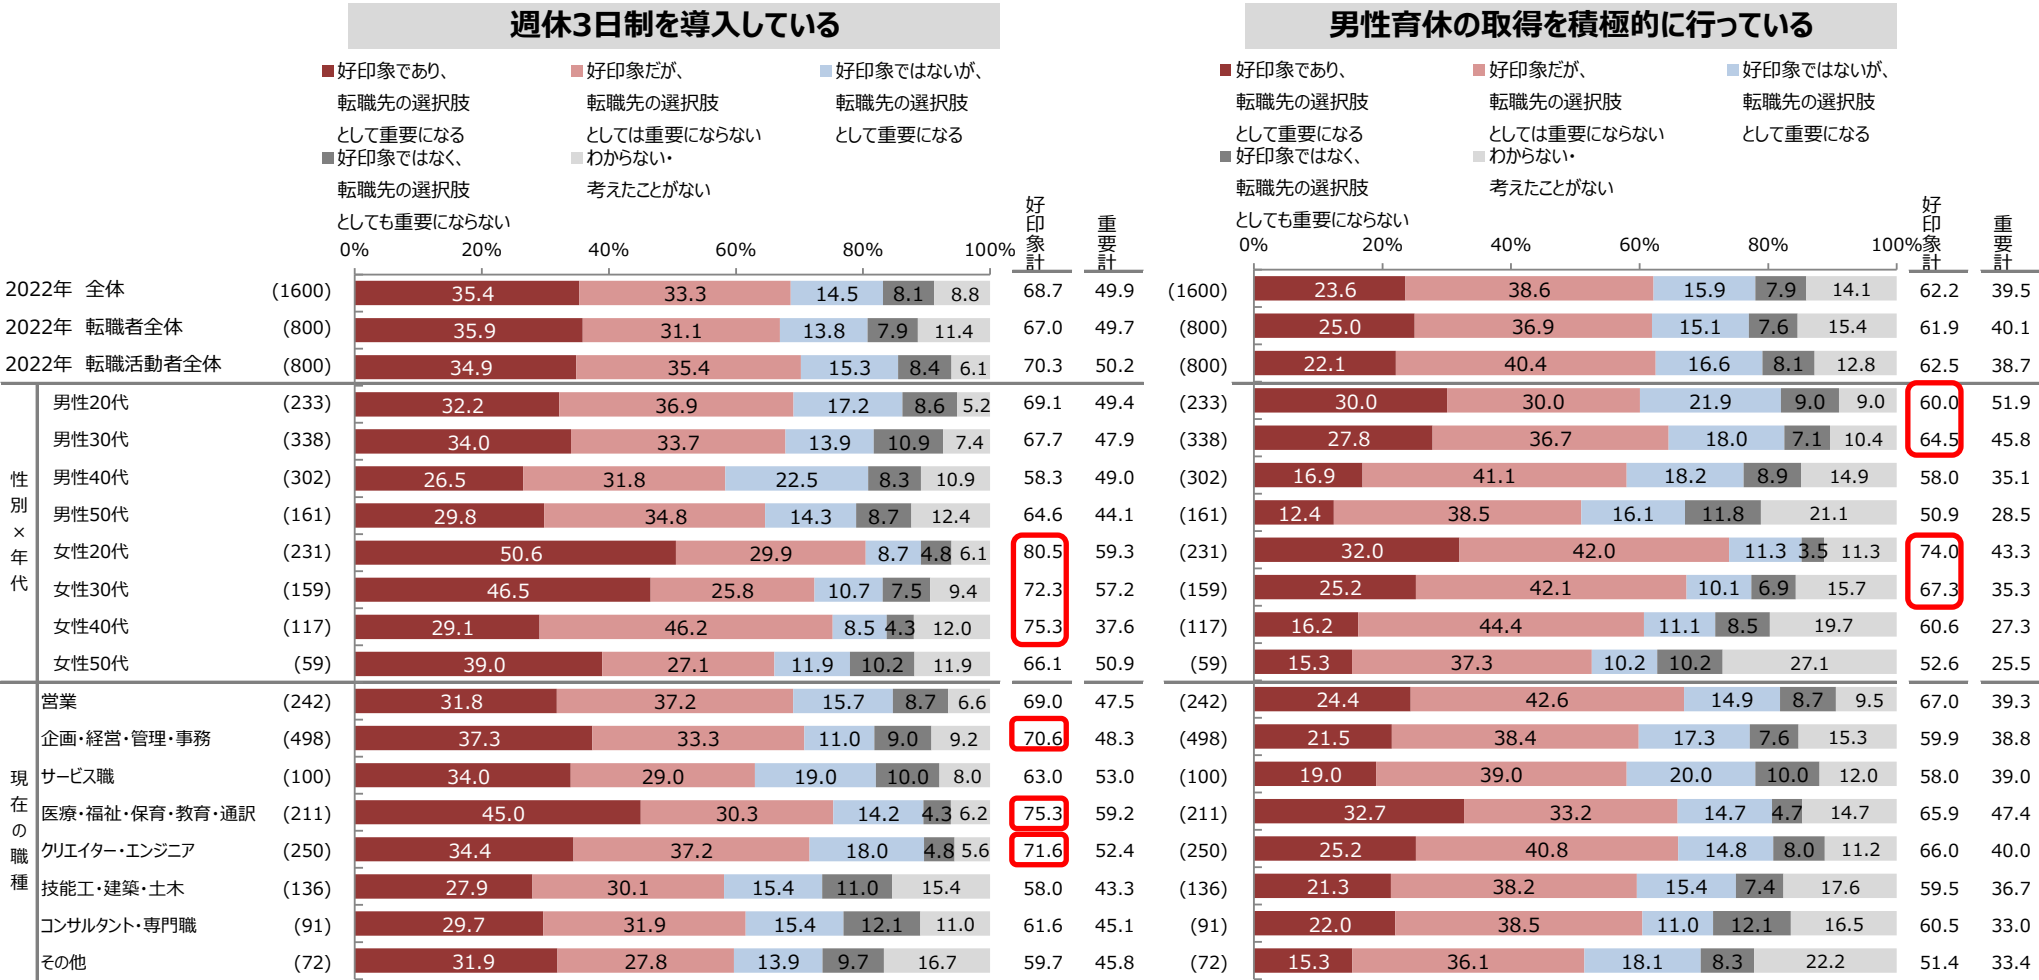 週休3日制を導入している
男性育休の取得を積極的に行っている
好印象であり、
転職先の選択肢
として重要になる
好印象だが、
転職先の選択肢
としては重要にならない
好印象ではないが、
転職先の選択肢
として重要になる
好印象ではなく、
転職先の選択肢
としても重要にならない
わからない・
考えたことがない
好印象であり、
転職先の選択肢
として重要になる
好印象だが、
転職先の選択肢
としては重要にならない
好印象ではないが、
転職先の選択肢
として重要になる
好印象ではなく、
転職先の選択肢
としても重要にならない
わからない・
考えたことがない
0% 20% 40% 60% 80% 100% 好印象計 重要計 0% 20% 40% 60% 80% 100% 好印象計 重要計
2022年 全体 (1600) 35.4 33.3 14.5 8.1 8.8 68.7 49.9 (1600) 23.6 38.6 15.9 7.9 14.1 62.2 39.5
2022年 転職者全体 (800) 35.9 31.1 13.8 7.9 11.4 67.0 49.7 (800) 25.0 36.9 15.1 7.6 15.4 61.9 40.1
2022年 転職活動者全体 (800) 34.9 35.4 15.3 8.4 6.1 70.3 50.2 (800) 22.1 40.4 16.6 8.1 12.8 62.5 38.7
性別×年代
男性20代 (233) 32.2 36.9 17.2 8.6 5.2 69.1 49.4 (233) 30.0 30.0 21.9 9.0 9.0 60.0 51.9
男性30代 (338) 34.0 33.7 13.9 10.9 7.4 67.7 47.9 (338) 27.8 36.7 18.0 7.1 10.4 64.5 45.8
男性40代 (302) 26.5 31.8 22.5 8.3 10.9 58.3 49.0 (302) 16.9 41.1 18.2 8.9 14.9 58.0 35.1
男性50代 (161) 29.8 34.8 14.3 8.7 12.4 64.6 44.1 (161) 12.4 38.5 16.1 11.8 21.1 50.9 28.5
女性20代 (231) 50.6 29.9 8.7 4.8 6.1 80.5 59.3 (231) 32.0 42.0 11.3 3.5 11.3 74.0 43.3
女性30代 (159) 46.5 25.8 10.7 7.5 9.4 72.3 57.2 (159) 25.2 42.1 10.1 6.9 15.7 67.3 35.3
女性40代 (117) 29.1 46.2 8.5 4.3 12.0 75.3 37.6 (117) 16.2 44.4 11.1 8.5 19.7 60.6 27.3
女性50代 (59) 39.0 27.1 11.9 10.2 11.9 66.1 50.9 (59) 15.3 37.3 10.2 10.2 27.1 52.6 25.5
現在の職種
営業 (242) 31.8 37.2 15.7 8.7 6.6 69.0 47.5 (242) 24.4 42.6 14.9 8.7 9.5 67.0 39.3
企画・経営・管理・事務 (498) 37.3 33.3 11.0 9.0 9.2 70.6 48.3 (498) 21.5 38.4 17.3 7.6 15.3 59.9 38.8
サービス職 (100) 34.0 29.0 19.0 10.0 8.0 63.0 53.0 (100) 19.0 39.0 20.0 10.0 12.0 58.0 39.0
医療・福祉・保育・教育・通訳 (211) 45.0 30.3 14.2 4.3 6.2 75.3 59.2 (211) 32.7 33.2 14.7 4.7 14.7 65.9 47.4
クリエイター・エンジニア (250) 34.4 37.2 18.0 4.8 5.6 71.6 52.4 (250) 25.2 40.8 14.8 8.0 11.2 66.0 40.0
技能工・建築・土木 (136) 27.9 30.1 15.4 11.0 15.4 58.0 43.3 (136) 21.3 38.2 15.4 7.4 17.6 59.5 36.7
コンサルタント・専門職 (91) 29.7 31.9 15.4 12.1 11.0 61.6 45.1 (91) 22.0 38.5 11.0 12.1 16.5 60.5 33.0
その他 (72) 31.9 27.8 13.9 9.7 16.7 59.7 45.8 (72) 15.3 36.1 18.1 8.3 22.2 51.4 33.4